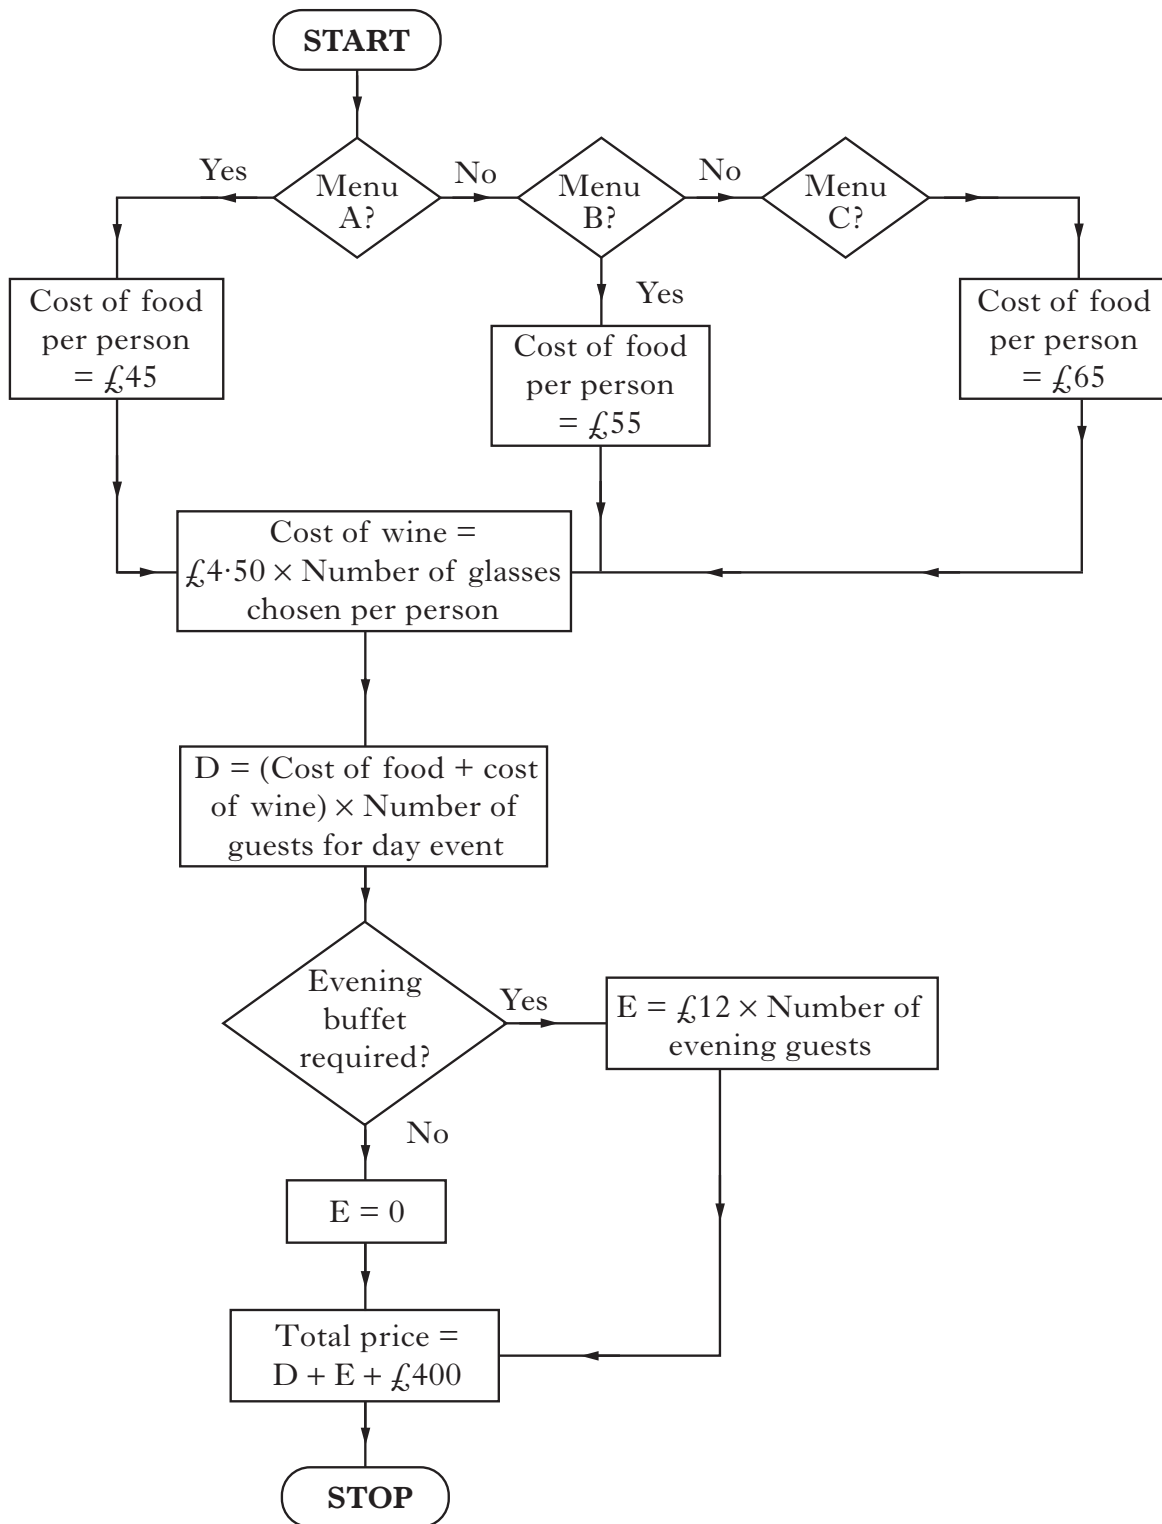 START
Yes
Menu
A?
No
Menu
B?
No
Menu
C?
Cost of food
per person
= £45
Yes
Cost of food
per person
= £55
Cost of food
per person
= £65
Cost of wine =
£4·50 × Number of glasses
chosen per person
D = (Cost of food + cost
of wine) × Number of
guests for day event
Evening
buffet
required?
Yes
E = £12 × Number of
evening guests
No
E = 0
Total price =
D + E + £400
STOP